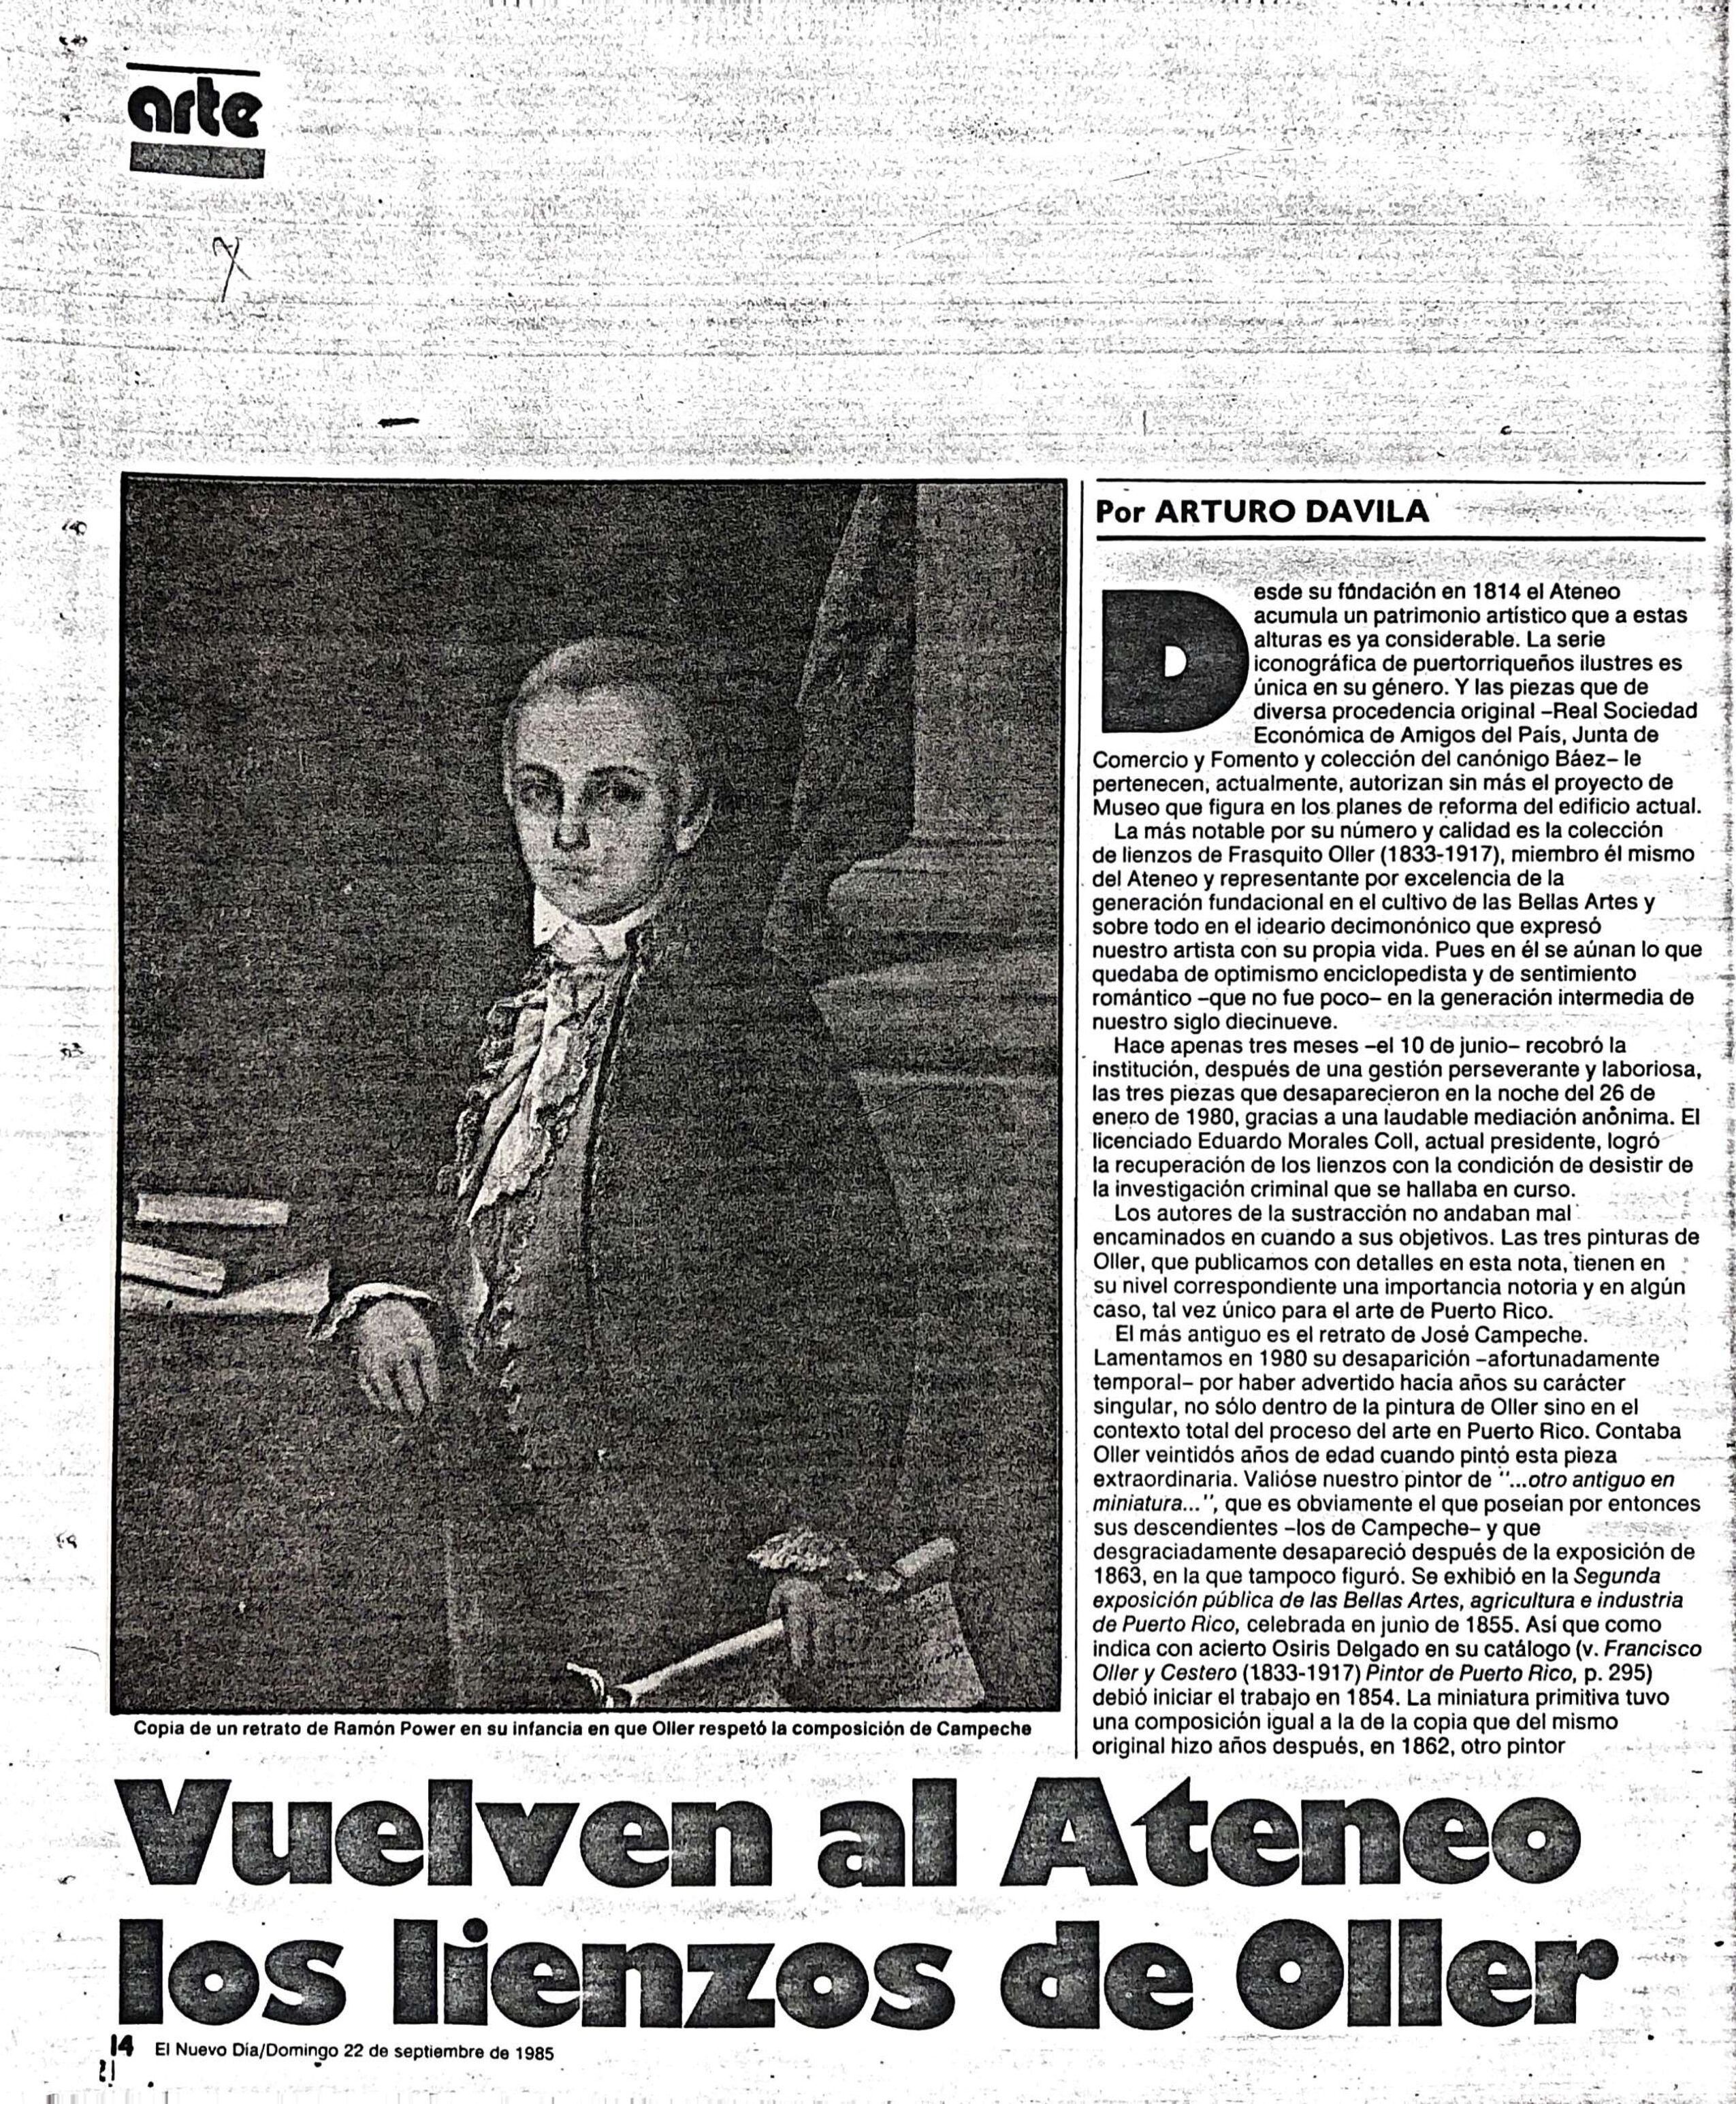 arte
Por ARTURO DAVILA
Desde su fundación en 1814 el Ateneo
acumula un patrimonio artístico que a estas
alturas es ya considerable. La serie
iconográfica de puertorriqueños ilustres es
única en su género. Y las piezas que de
diversa procedencia original –Real Sociedad
Económica de Amigos del País, Junta de
Comercio y Fomento y colección del canónigo Báez– le
pertenecen, actualmente, autorizan sin más el proyecto de
Museo que figura en los planes de reforma del edificio actual.
La más notable por su número y calidad es la colección
de lienzos de Frasquito Oller (1833-1917), miembro él mismo
del Ateneo y representante por excelencia de la
generación fundacional en el cultivo de las Bellas Artes y
sobre todo en el ideario decimonónico que expresó
nuestro artista con su propia vida. Pues en él se aúnan lo que
quedaba de optimismo enciclopedista y de sentimiento
romántico –que no fue poco– en la generación intermedia de
nuestro siglo diecinueve.
Hace apenas tres meses –el 10 de junio– recobró la
institución, después de una gestión perseverante y laboriosa,
las tres piezas que desaparecieron en la noche del 26 de
enero de 1980, gracias a una laudable mediación anónima. El
licenciado Eduardo Morales Coll, actual presidente, logró
la recuperación de los lienzos con la condición de desistir de
la investigación criminal que se hallaba en curso.
Los autores de la sustracción no andaban mal
encaminados en cuando a sus objetivos. Las tres pinturas de
Oller, que publicamos con detalles en esta nota, tienen en
su nivel correspondiente una importancia notoria y en algún
caso, tal vez único para el arte de Puerto Rico.
El más antiguo es el retrato de José Campeche.
Lamentamos en 1980 su desaparición –afortunadamente
temporal– por haber advertido hacía años su carácter
singular, no sólo dentro de la pintura de Oller sino en el
contexto total del proceso del arte en Puerto Rico. Contaba
Oller veintidós años de edad cuando pintó esta pieza
extraordinaria. Valióse nuestro pintor de "...otro antiguo en
miniatura...", que es obviamente el que poseían por entonces
sus descendientes –los de Campeche– y que
desgraciadamente desapareció después de la exposición de
1863, en la que tampoco figuró. Se exhibió en la Segunda
exposición pública de las Bellas Artes, agricultura e industria
de Puerto Rico, celebrada en junio de 1855. Así que como
indica con acierto Osiris Delgado en su catálogo (v. Francisco
Oller y Cestero (1833-1917) Pintor de Puerto Rico, p. 295)
debió iniciar el trabajo en 1854. La miniatura primitiva tuvo
una composición igual a la de la copia que del mismo
original hizo años después, en 1862, otro pintor
Copia de un retrato de Ramón Power en su infancia en que Oller respetó la composición de Campeche
Vuelven al Ateneo
los lienzos de Oller
14 El Nuevo Día/Domingo 22 de septiembre de 1985